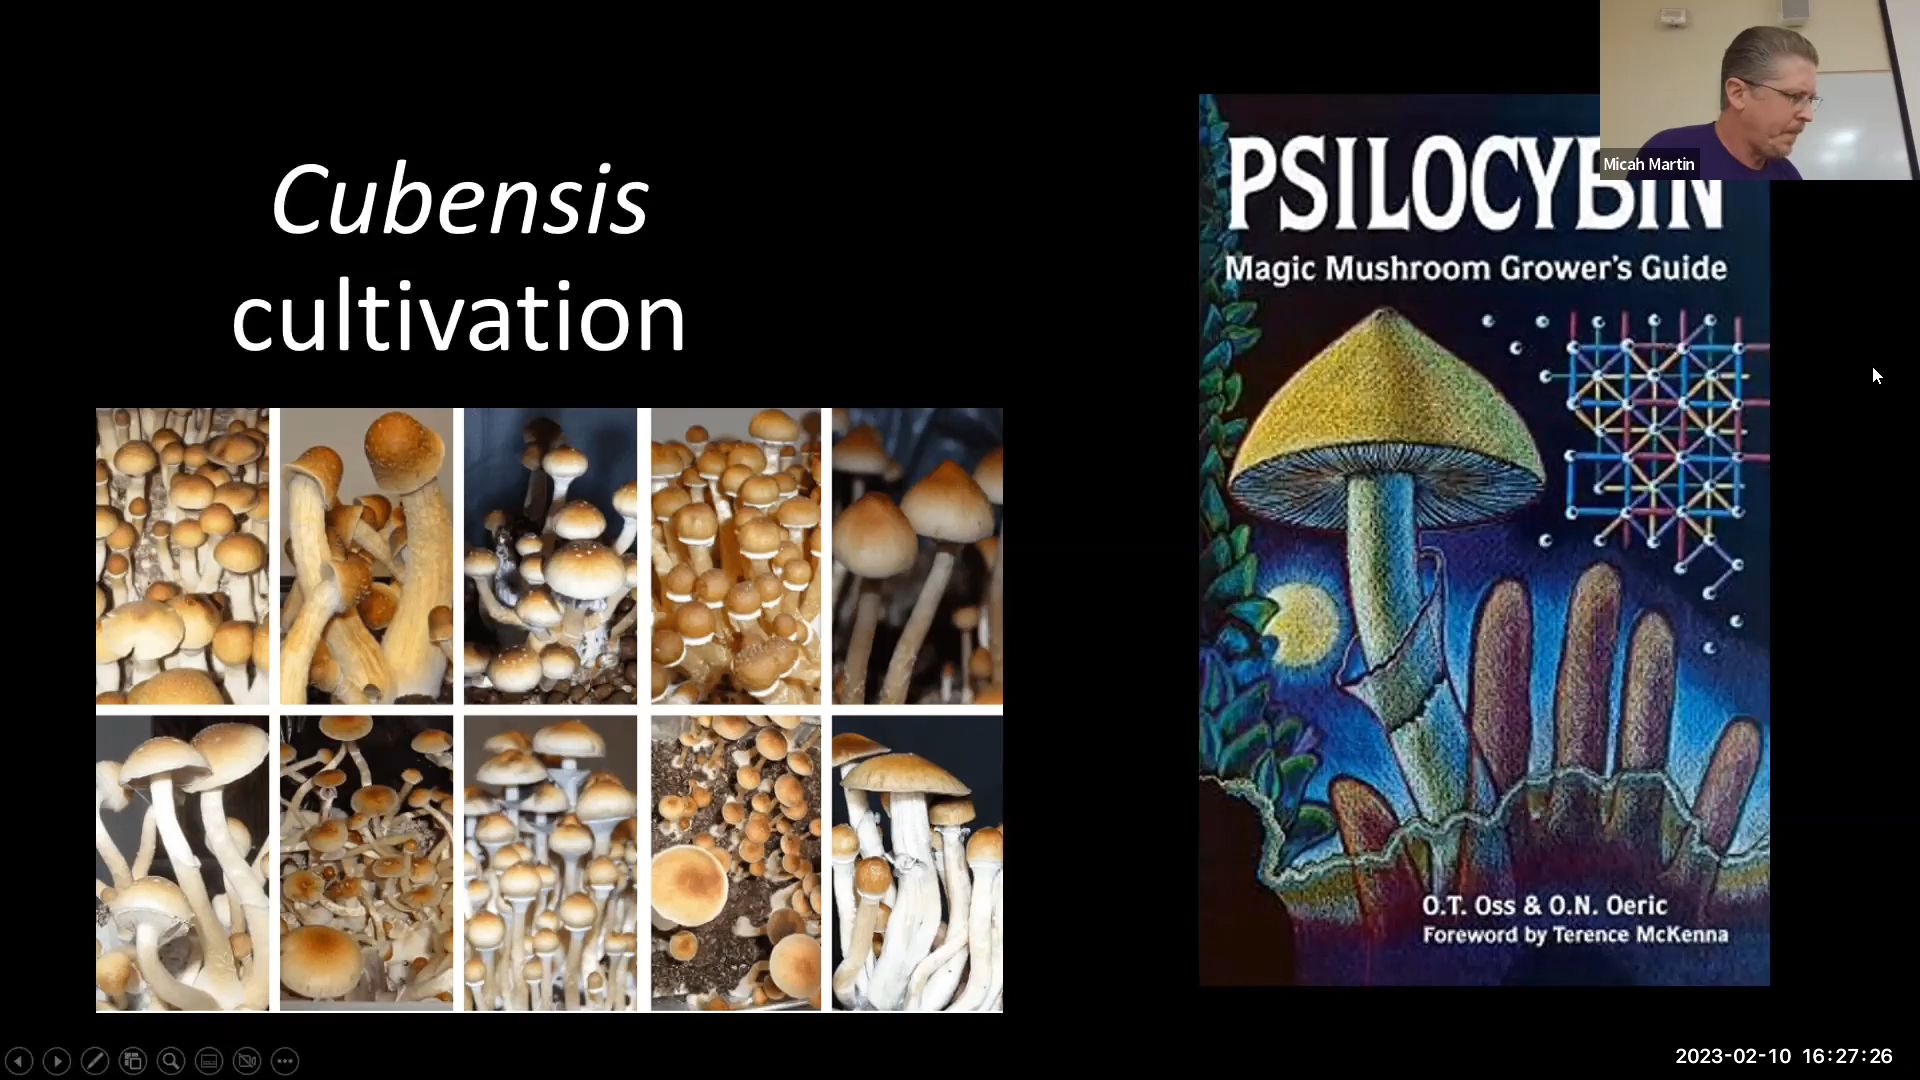 Cubensis
cultivation
PSILOCYBIN
Magic Mushroom Grower's Guide
O.T. Oss & O.N. Oeric
Foreword by Terence McKenna
Micah Martin
2023-02-10 16:27:26